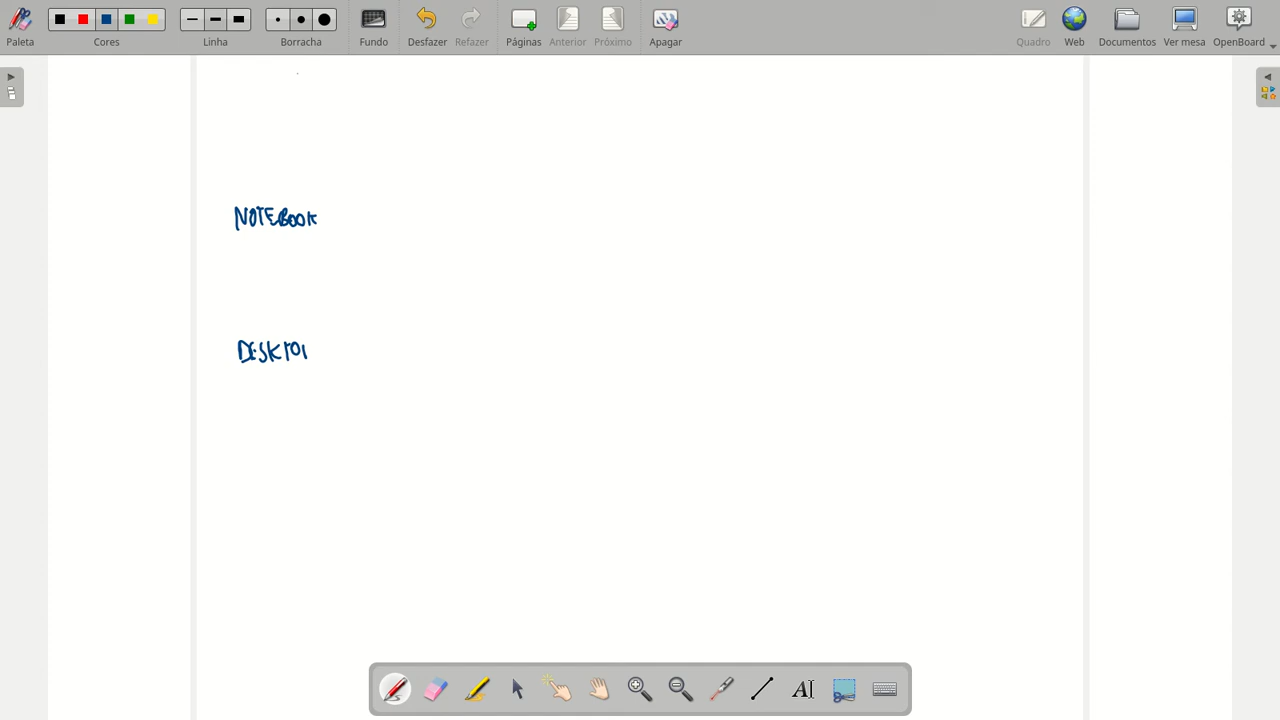 Paleta Cores Linha Borracha Fundo Desfazer Refazer Páginas Anterior Próximo Apagar Quadro Web Documentos Ver mesa OpenBoard
NOTEBOOK
DESKTOP